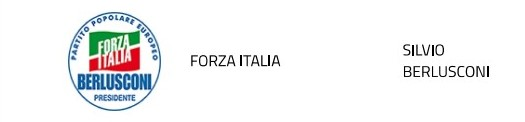 PARTITO POPOLARE EUROPEO
FORZA
ITALIA
BERLUSCONI
PRESIDENTE
FORZA ITALIA
SILVIO
BERLUSCONI